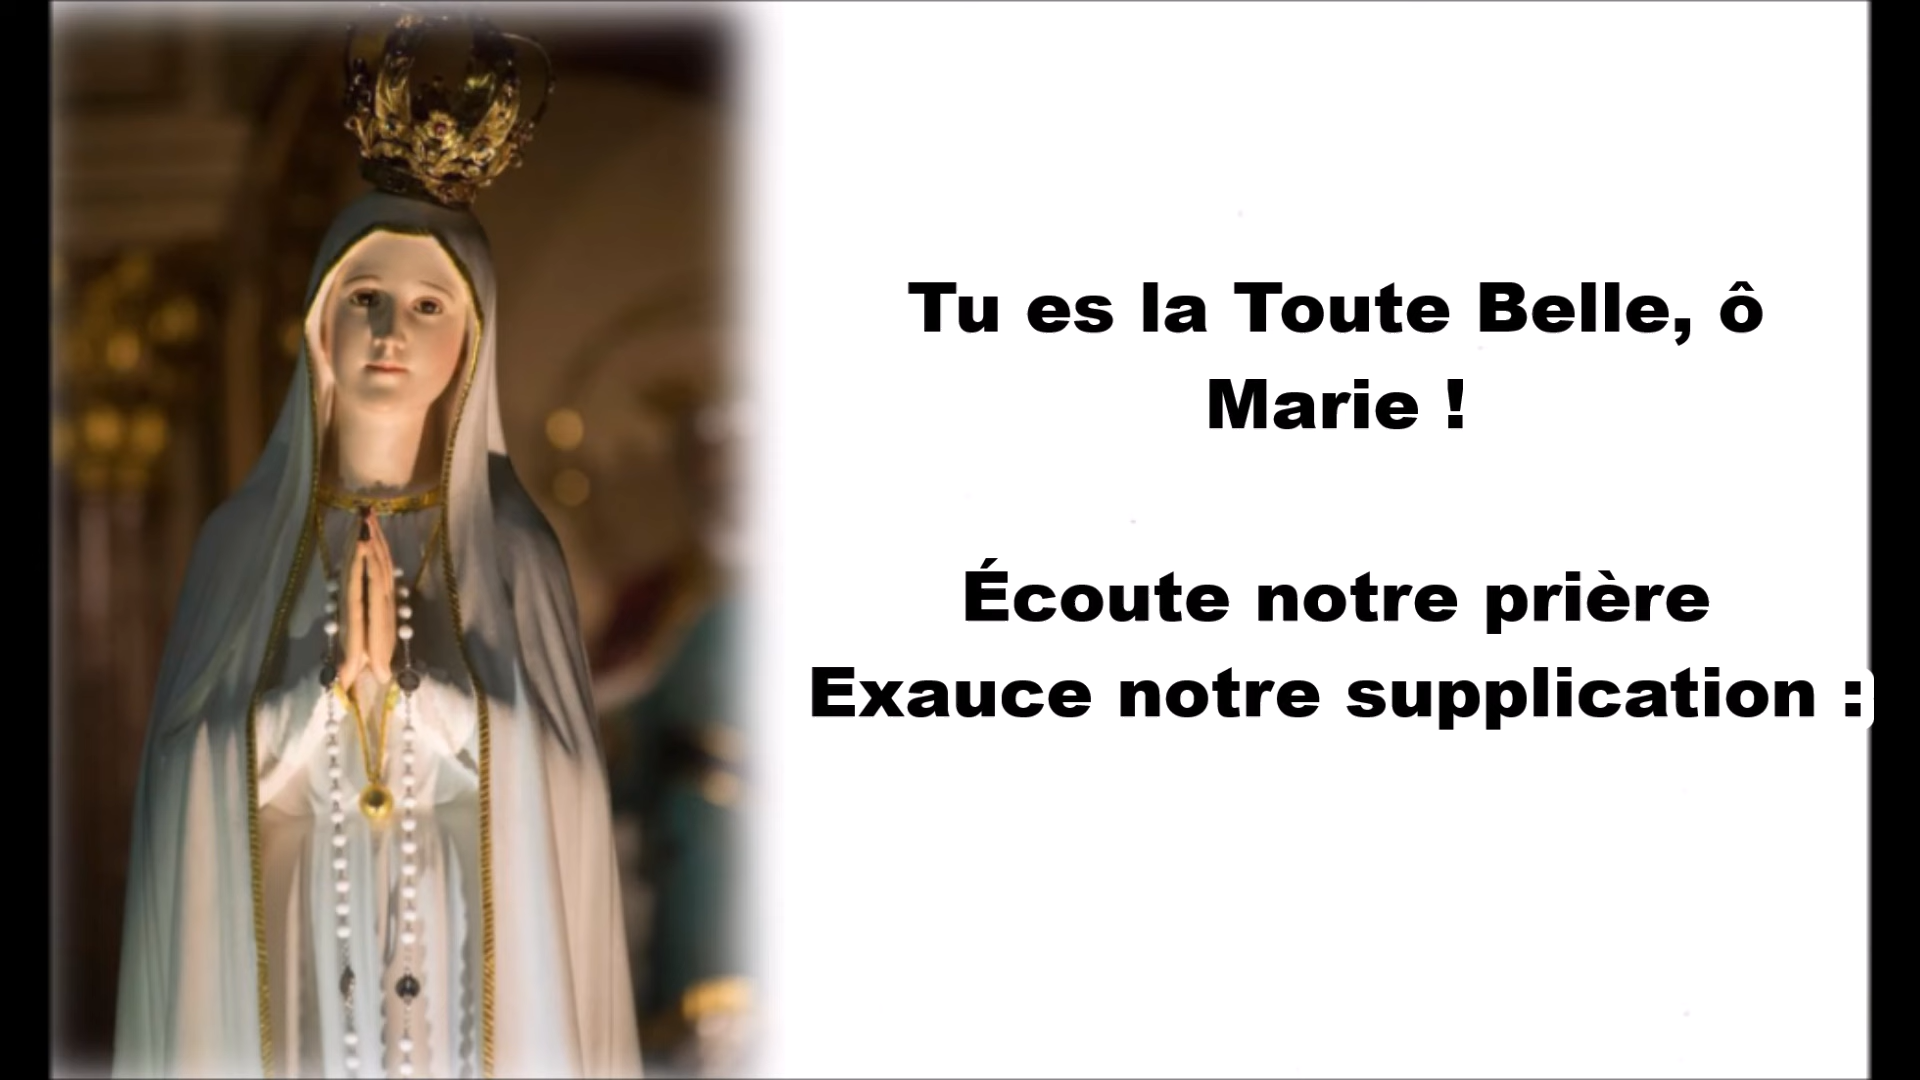 Tu es la Toute Belle, ô
Marie !
Écoute notre prière
Exauce notre supplication :